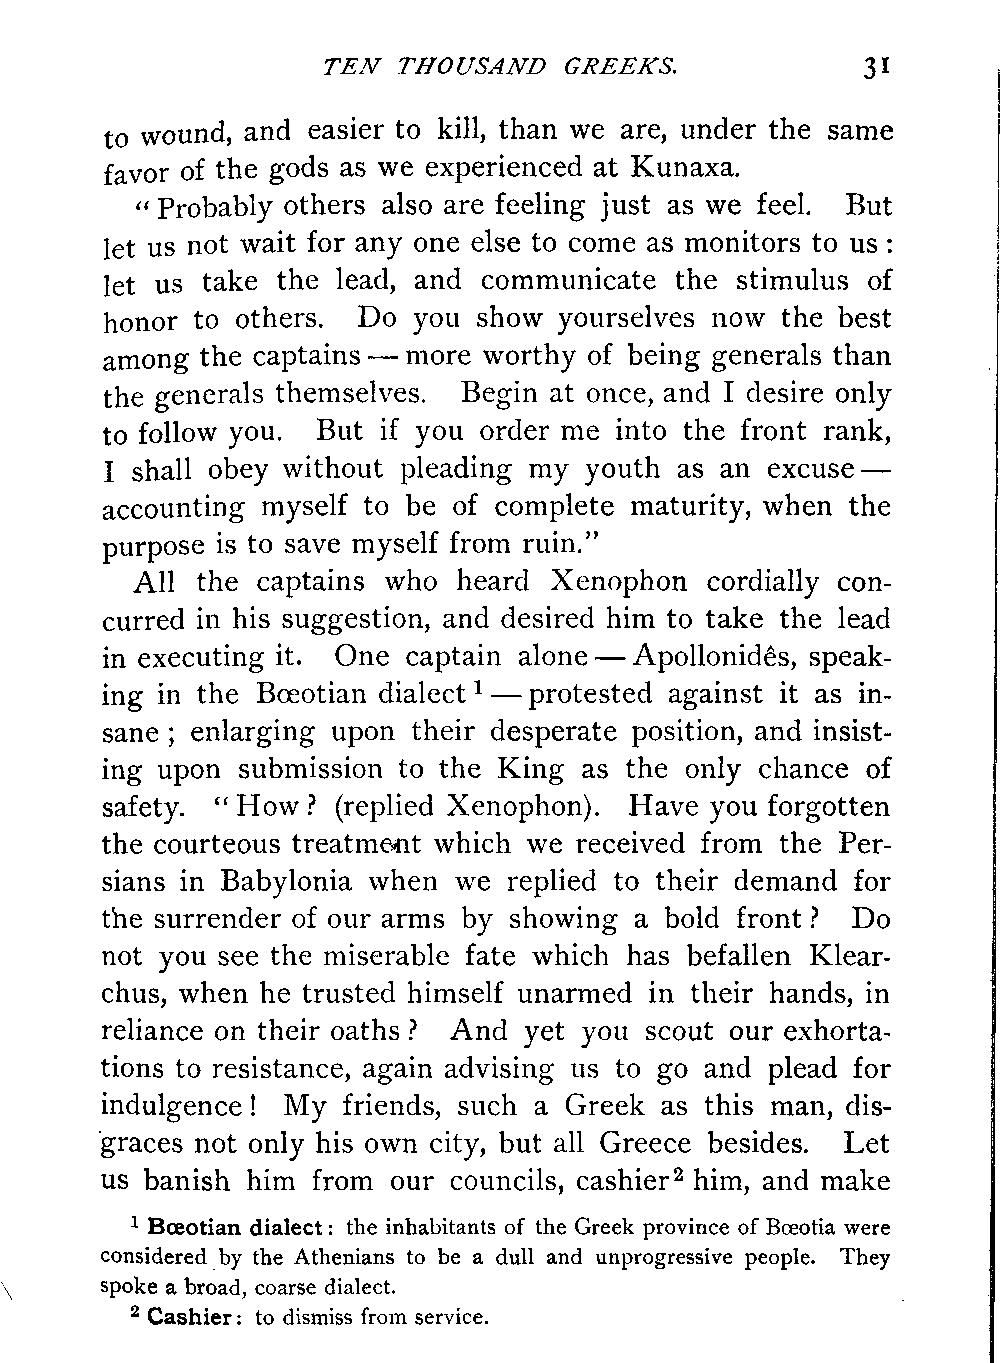 TEN THOUSAND GREEKS. 31
to wound, and easier to kill, than we are, under the same
favor of the gods as we experienced at Kunaxa.
“Probably others also are feeling just as we feel. But
let us not wait for any one else to come as monitors to us :
let us take the lead, and communicate the stimulus of
honor to others. Do you show yourselves now the best
among the captains — more worthy of being generals than
the generals themselves. Begin at once, and I desire only
to follow you. But if you order me into the front rank,
I shall obey without pleading my youth as an excuse —
accounting myself to be of complete maturity, when the
purpose is to save myself from ruin.”
All the captains who heard Xenophon cordially con-
curred in his suggestion, and desired him to take the lead
in executing it. One captain alone — Apollonidês, speak-
ing in the Bœotian dialect ¹ — protested against it as in-
sane ; enlarging upon their desperate position, and insist-
ing upon submission to the King as the only chance of
safety. “How ? (replied Xenophon). Have you forgotten
the courteous treatment which we received from the Per-
sians in Babylonia when we replied to their demand for
the surrender of our arms by showing a bold front ? Do
not you see the miserable fate which has befallen Klear-
chus, when he trusted himself unarmed in their hands, in
reliance on their oaths ? And yet you scout our exhorta-
tions to resistance, again advising us to go and plead for
indulgence ! My friends, such a Greek as this man, dis-
graces not only his own city, but all Greece besides. Let
us banish him from our councils, cashier ² him, and make
¹ Bœotian dialect : the inhabitants of the Greek province of Bœotia were
considered by the Athenians to be a dull and unprogressive people. They
spoke a broad, coarse dialect.
² Cashier : to dismiss from service.